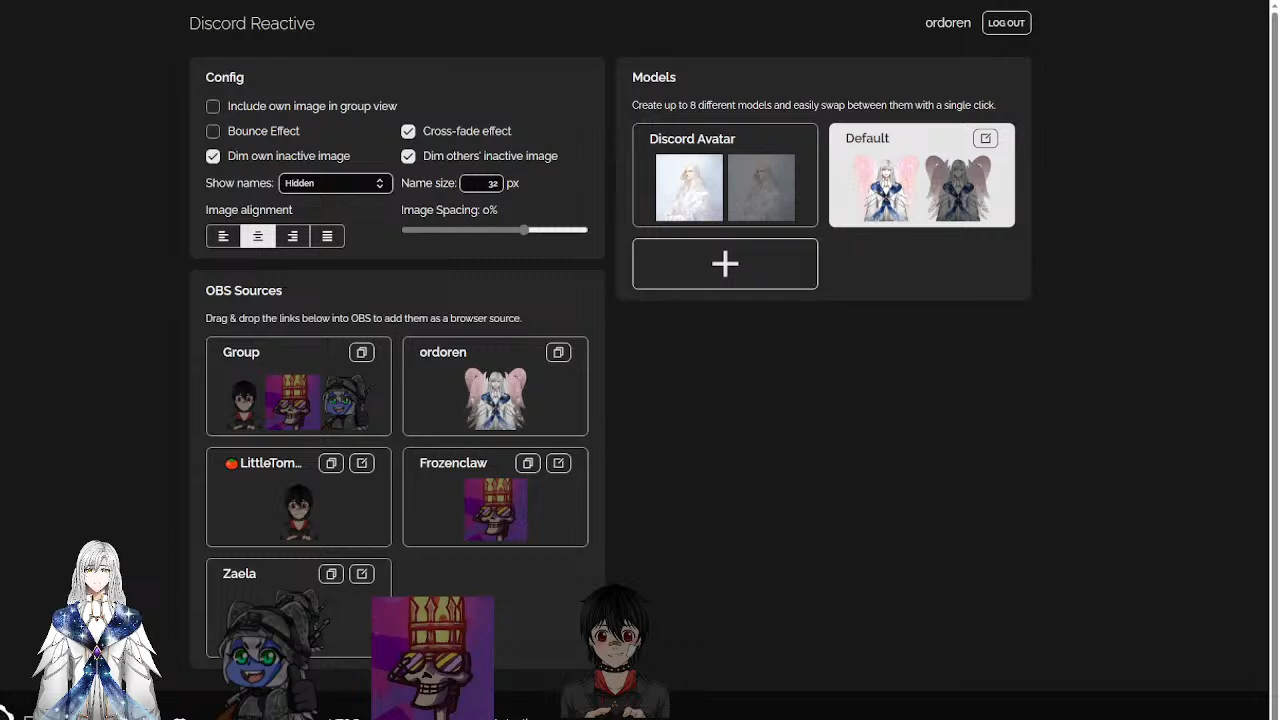 Discord Reactive
ordoren
LOG OUT
Config
Include own image in group view
Bounce Effect
Cross-fade effect
Dim own inactive image
Dim others' inactive image
Show names: Hidden
Name size: 32 px
Image alignment
Image Spacing: 0%
OBS Sources
Drag & drop the links below into OBS to add them as a browser source.
Group
ordoren
LittleTom...
Frozenclaw
Zaela
Models
Create up to 8 different models and easily swap between them with a single click.
Discord Avatar
Default